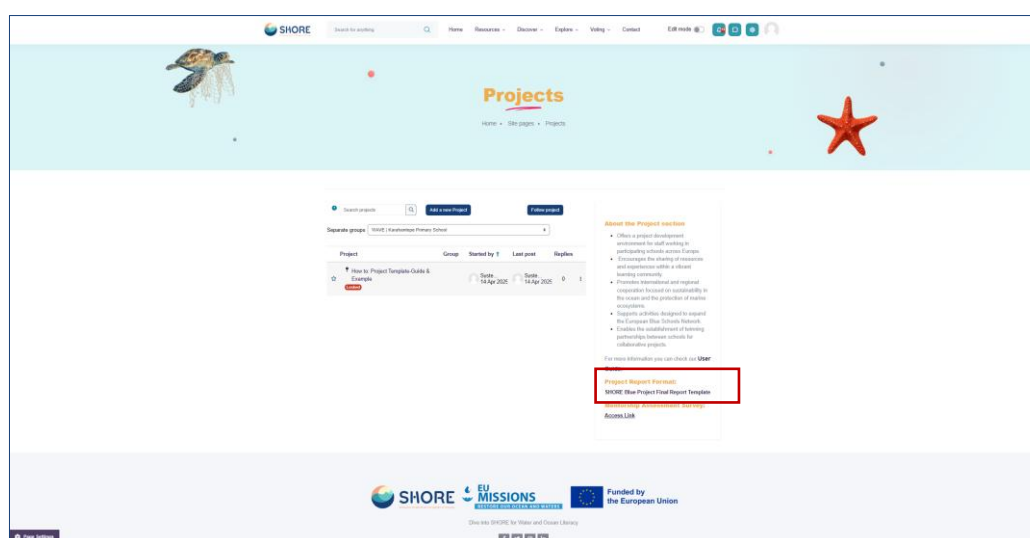 SHORE
Search for anything
Home Resources Discover Explore Voting Contact
Edit mode
Projects
Home • Site pages • Projects
Search projects
Add a new Project
Follow project
Separate groups
Project Group Started by ↑ Last post Replies
How to: Project Template-Guide & Example
Locked
Suste...
14 Apr 2025
Suste...
14 Apr 2025
0
About the Project section
• Offers a project development
environment for staff working in
participating schools across Europe.
• Encourages the sharing of resources
and experiences within a vibrant
learning community.
• Promotes international and regional
cooperation focused on sustainability in
the ocean and the protection of marine
ecosystems.
• Supports activities designed to expand
the European Blue Schools Network.
• Enables the establishment of twinning
partnerships between schools for
collaborative projects.
For more information you can check our User
Guide
Project Report Format:
SHORE Blue Project Final Report Template
Mentorship Assessment Survey:
Access Link
SHORE
EU
MISSIONS
RESTORE OUR OCEAN AND WATERS
Funded by
the European Union
Dive into SHORE for Water and Ocean Literacy
Page Settings